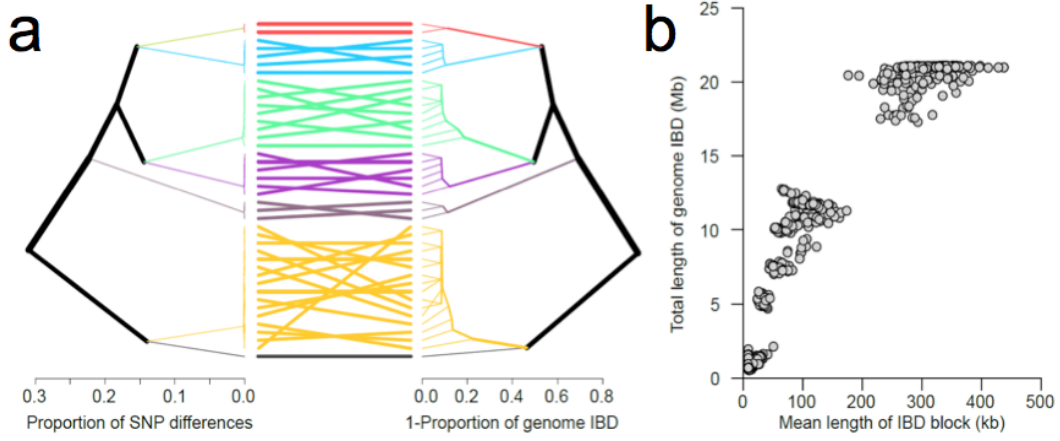 a
0.3 0.2 0.1 0.0
Proportion of SNP differences
0.0 0.2 0.4 0.6 0.8
1-Proportion of genome IBD
b
Total length of genome IBD (Mb)
25
20
15
10
5
0
0 100 200 300 400 500
Mean length of IBD block (kb)